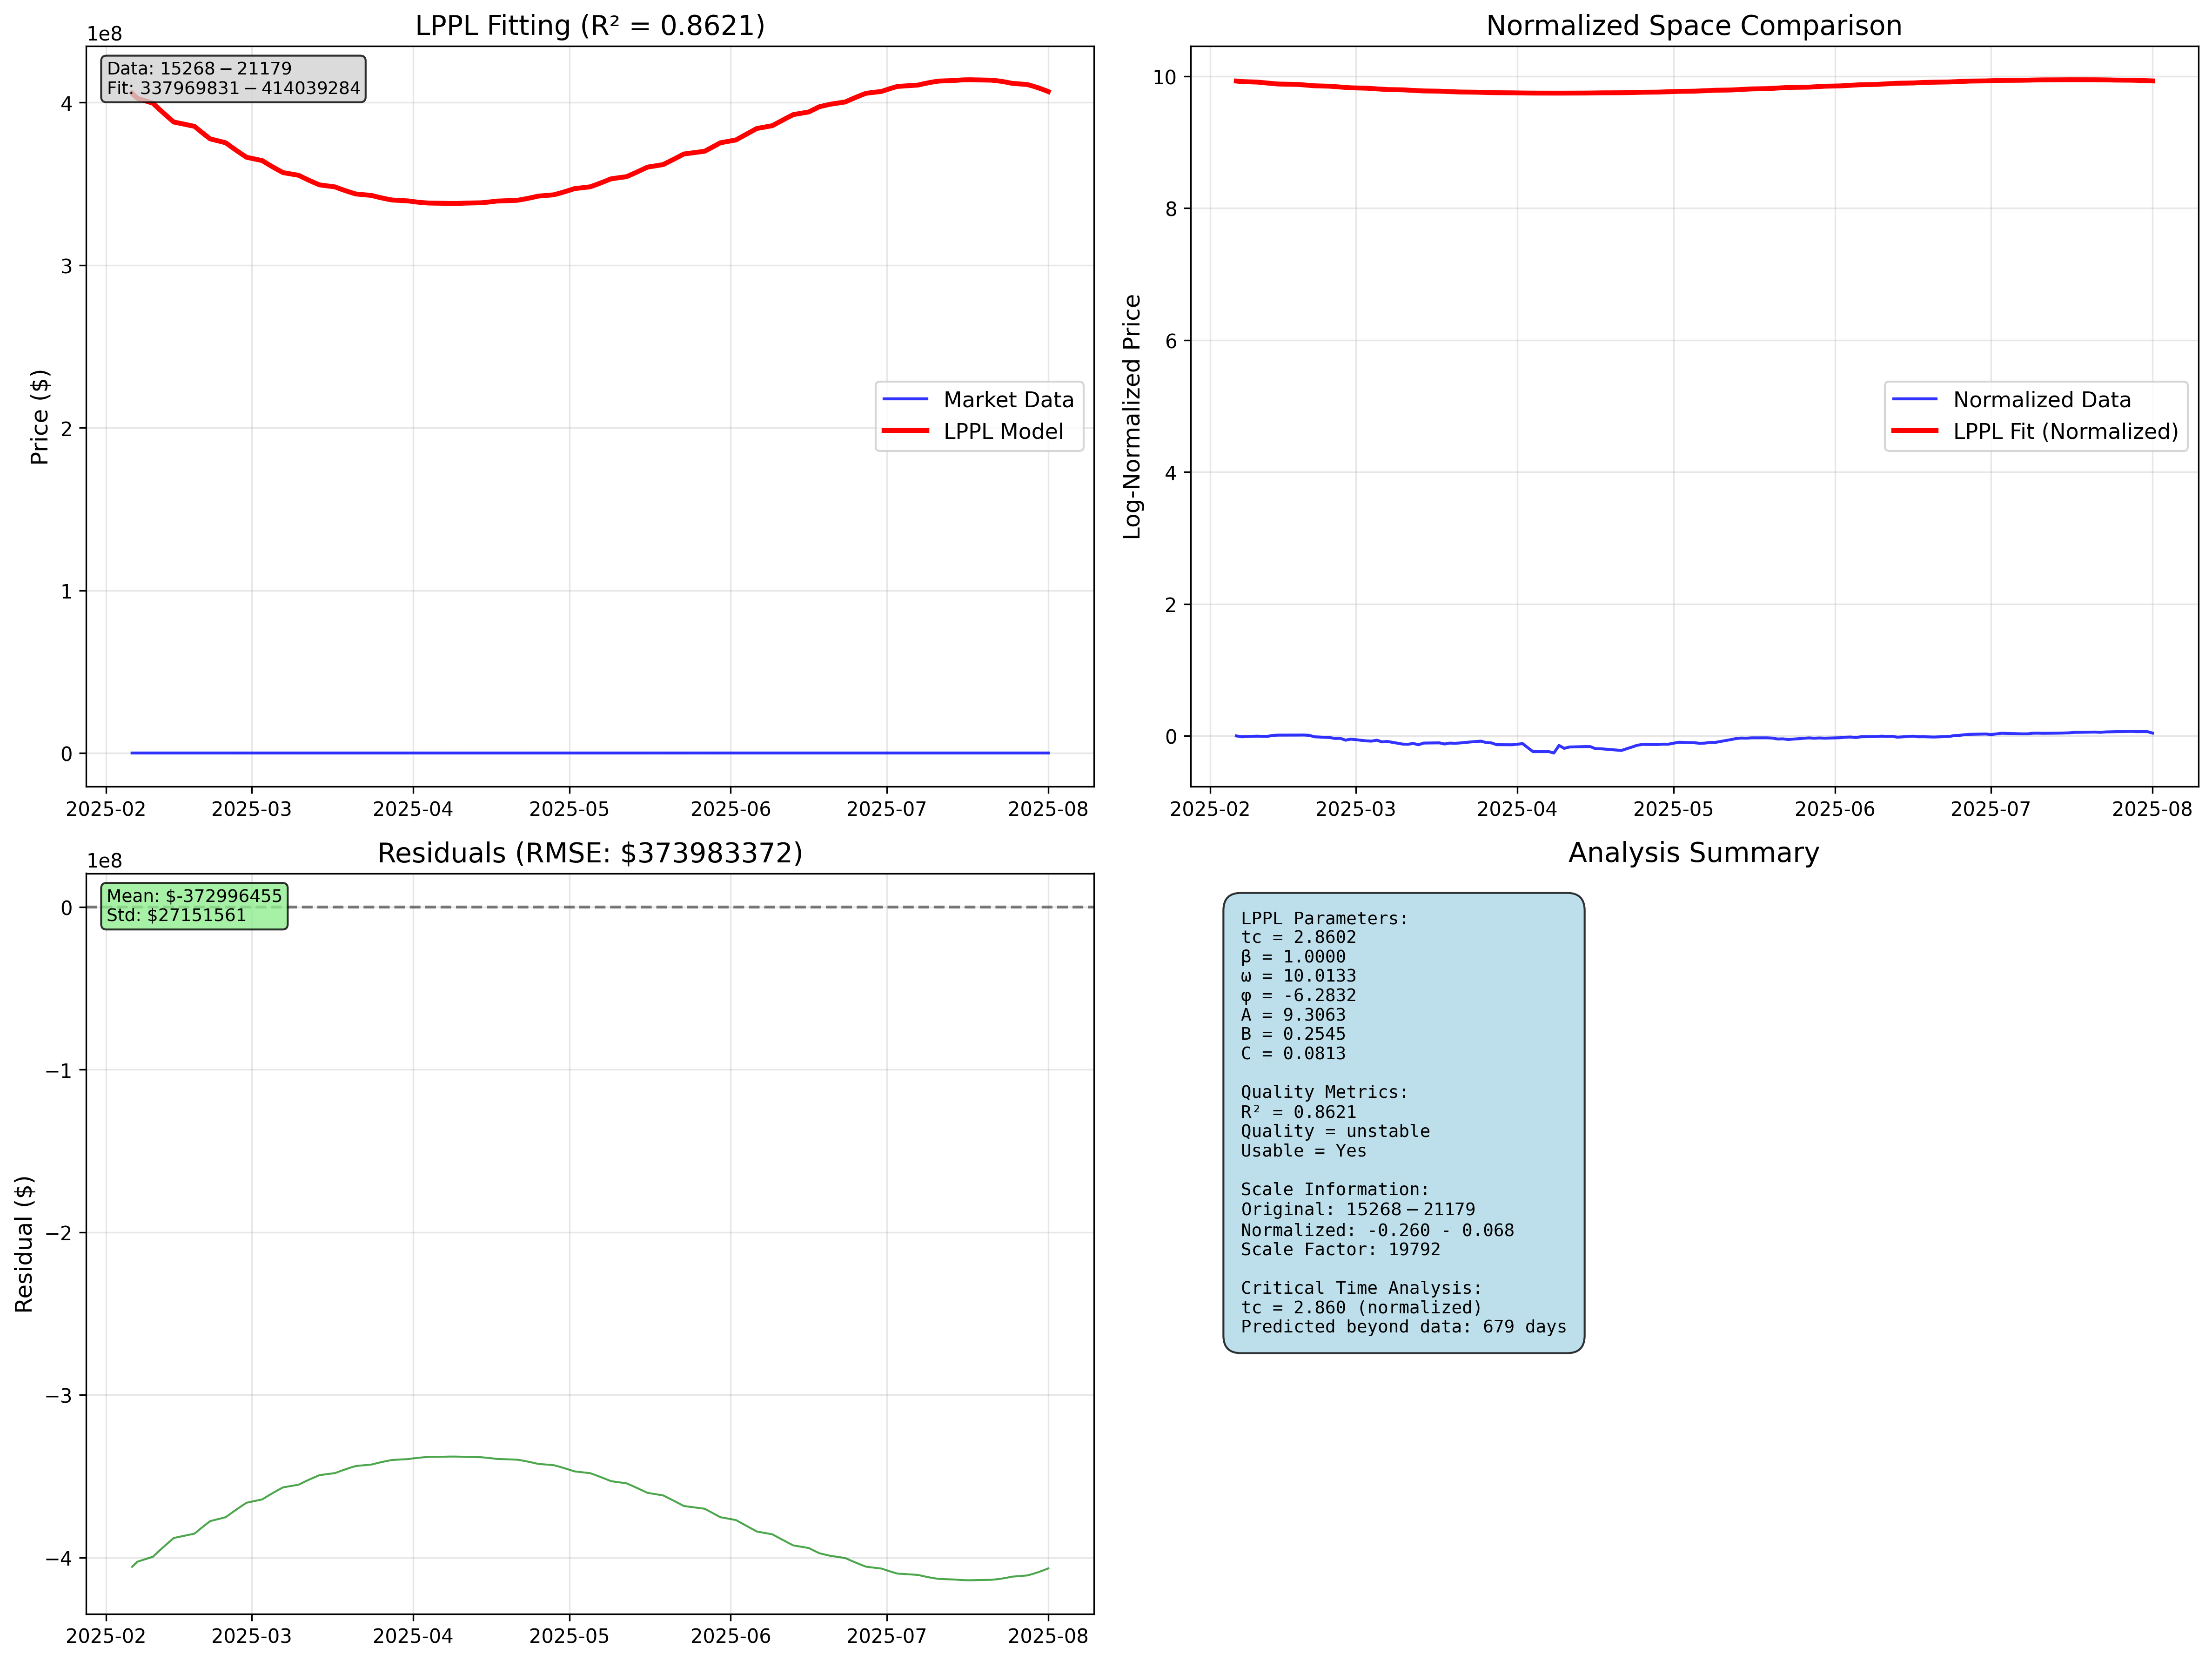 LPPL Fitting (R² = 0.8621)
1e8
Data: 15268 − 21179
Fit: 337969831 − 414039284
4
3
2
1
0
Price ($)
Market Data
LPPL Model
2025-02 2025-03 2025-04 2025-05 2025-06 2025-07 2025-08
Normalized Space Comparison
10
8
6
4
2
0
Log-Normalized Price
Normalized Data
LPPL Fit (Normalized)
2025-02 2025-03 2025-04 2025-05 2025-06 2025-07 2025-08
Residuals (RMSE: $373983372)
1e8
Mean: $-372996455
Std: $27151561
0
−1
−2
−3
−4
Residual ($)
2025-02 2025-03 2025-04 2025-05 2025-06 2025-07 2025-08
Analysis Summary
LPPL Parameters:
tc = 2.8602
β = 1.0000
ω = 10.0133
φ = -6.2832
A = 9.3063
B = 0.2545
C = 0.0813
Quality Metrics:
R² = 0.8621
Quality = unstable
Usable = Yes
Scale Information:
Original: 15268 − 21179
Normalized: -0.260 - 0.068
Scale Factor: 19792
Critical Time Analysis:
tc = 2.860 (normalized)
Predicted beyond data: 679 days